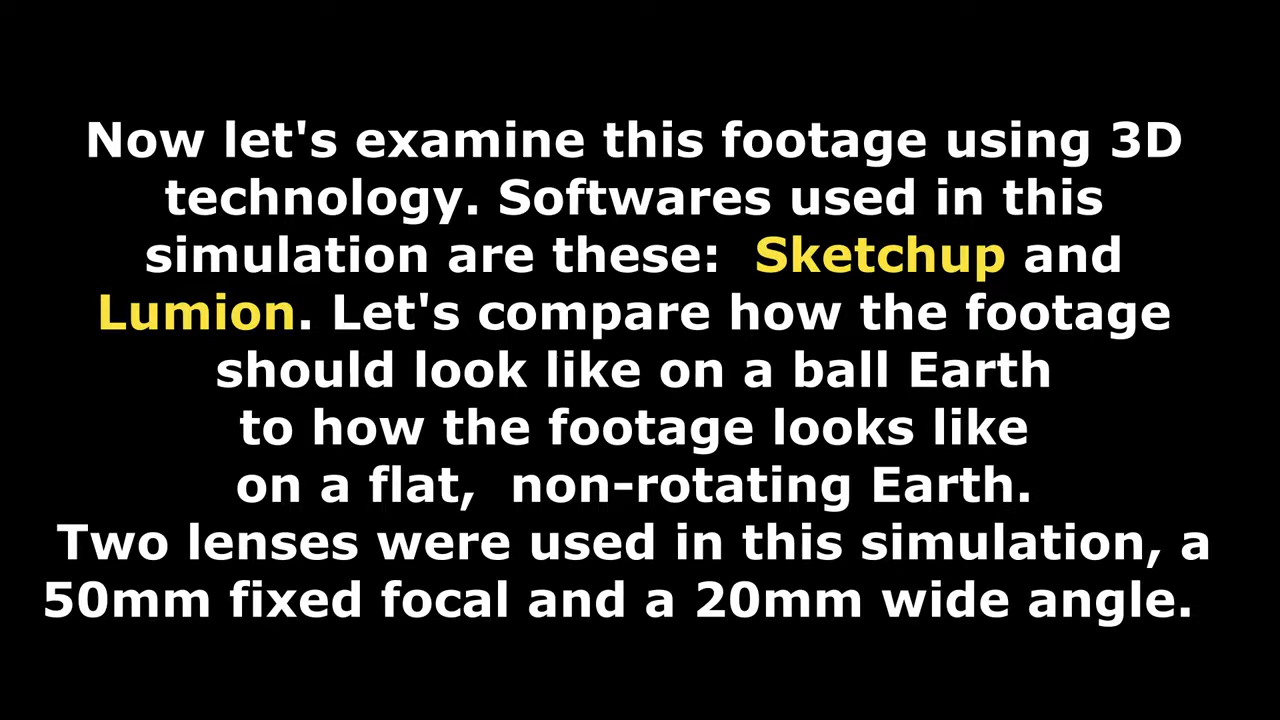 Now let's examine this footage using 3D
technology. Softwares used in this
simulation are these:  Sketchup and
Lumion. Let's compare how the footage
should look like on a ball Earth
to how the footage looks like
on a flat,  non-rotating Earth.
Two lenses were used in this simulation, a
50mm fixed focal and a 20mm wide angle.